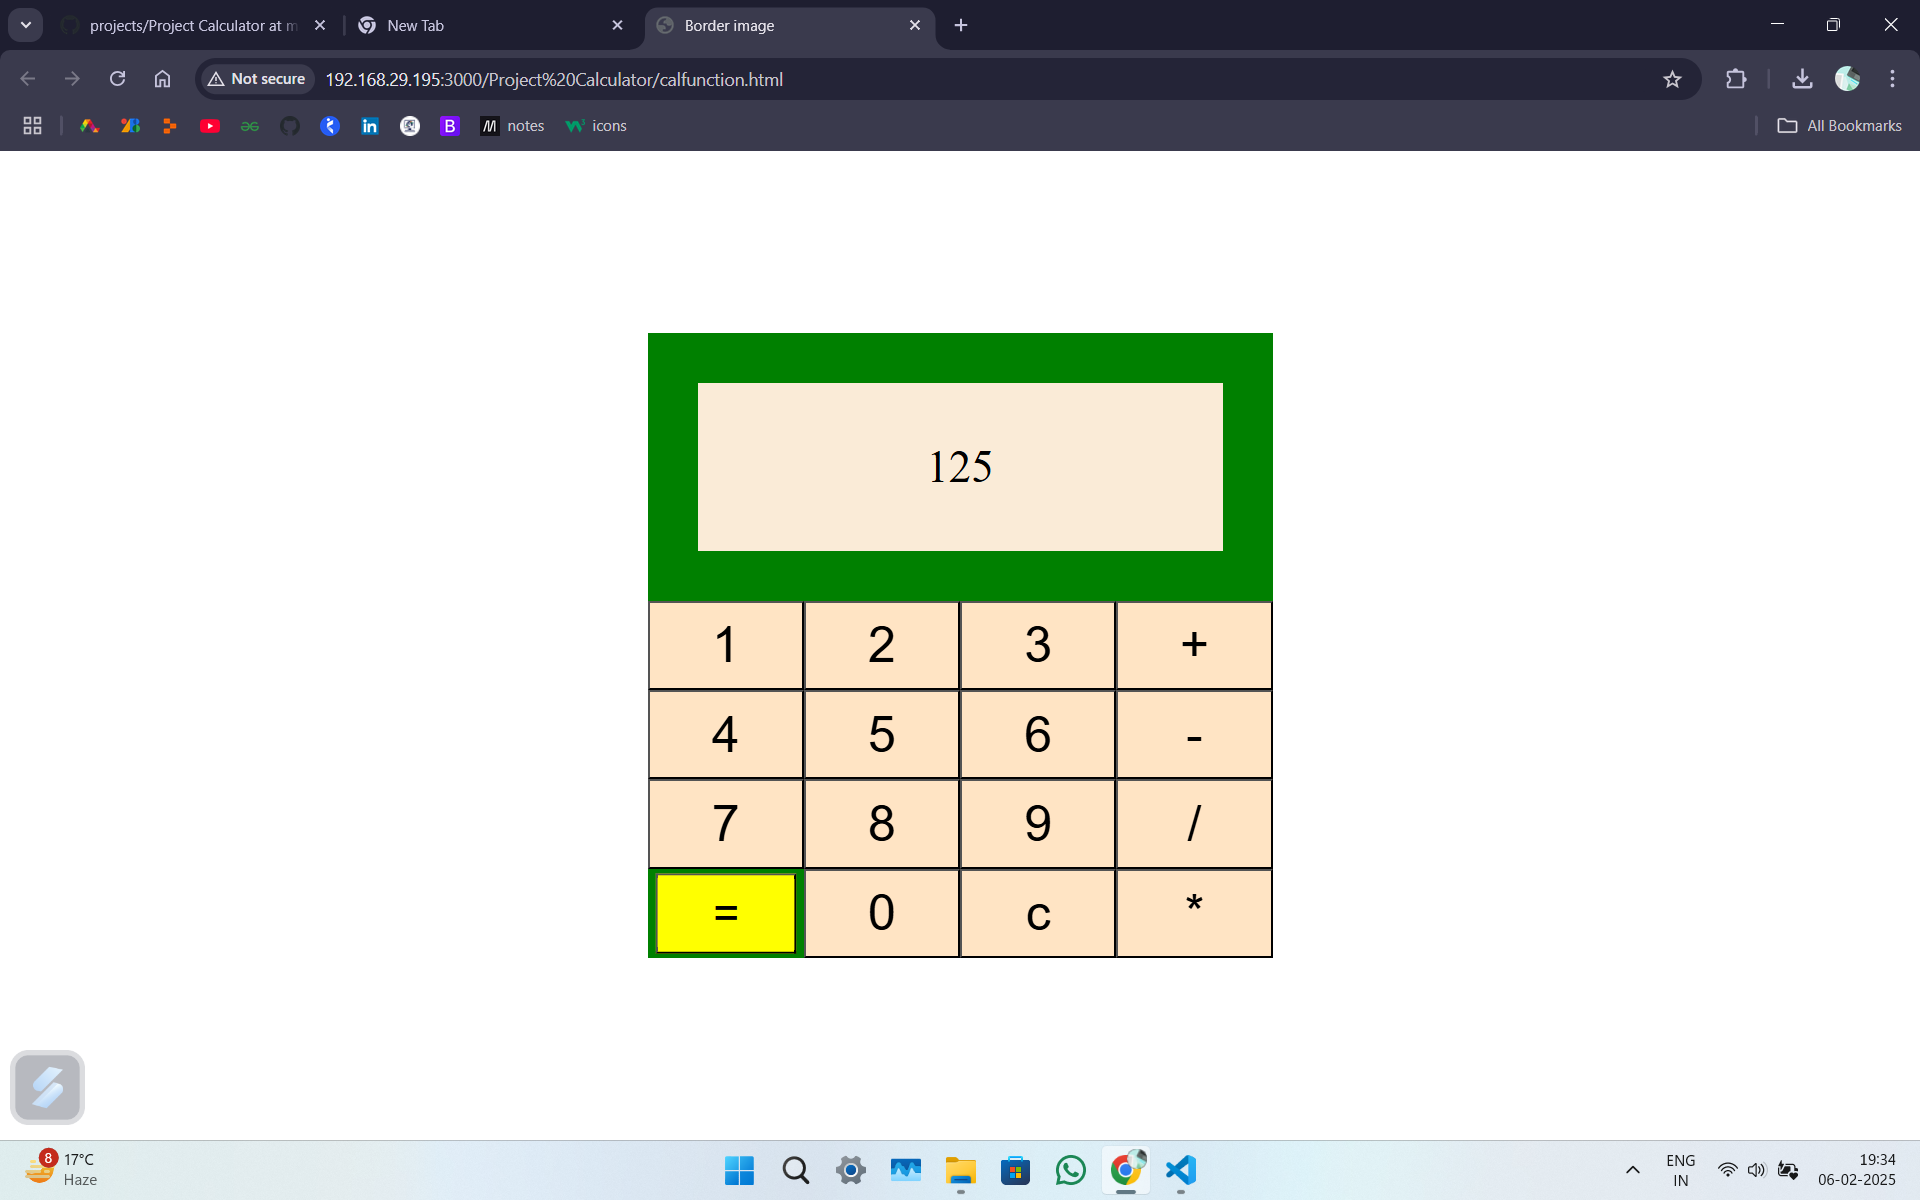 projects/Project Calculator at m
New Tab
Border image
Not secure
192.168.29.195:3000/Project%20Calculator/calfunction.html
B
M notes
icons
All Bookmarks
125
1 2 3 +
4 5 6 -
7 8 9 /
= 0 c *
8
17°C
Haze
ENG
IN
19:34
06-02-2025